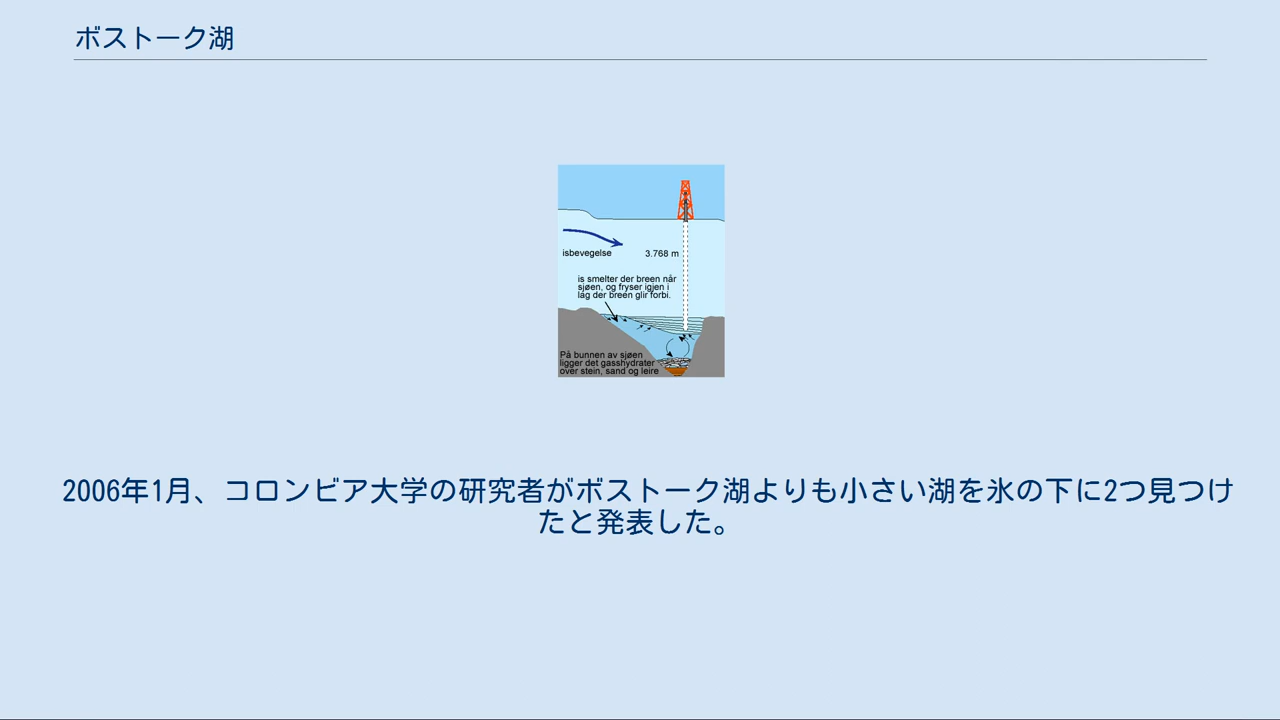 ボストーク湖
isbevegelse
3.768 m
is smelter der breen når
sjøen, og fryser igjen i
lag der breen glir forbi.
På bunnen av sjøen
ligger det gasshydrater
over stein, sand og leire
2006年1月、コロンビア大学の研究者がボストーク湖よりも小さい湖を氷の下に2つ見つけ
たと発表した。